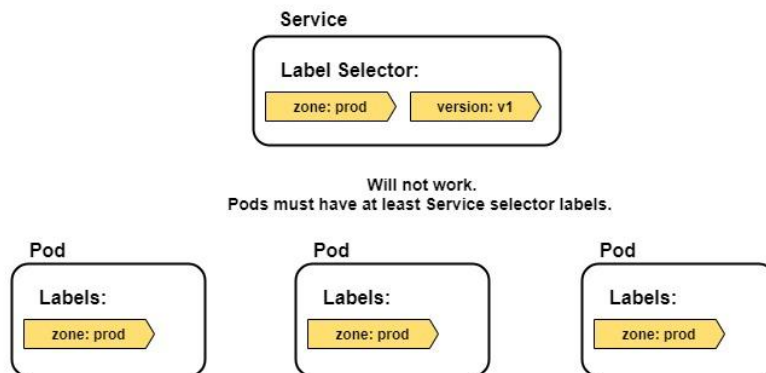 Service
Label Selector:
zone: prod version: v1
Will not work.
Pods must have at least Service selector labels.
Pod Pod Pod
Labels: Labels: Labels:
zone: prod zone: prod zone: prod